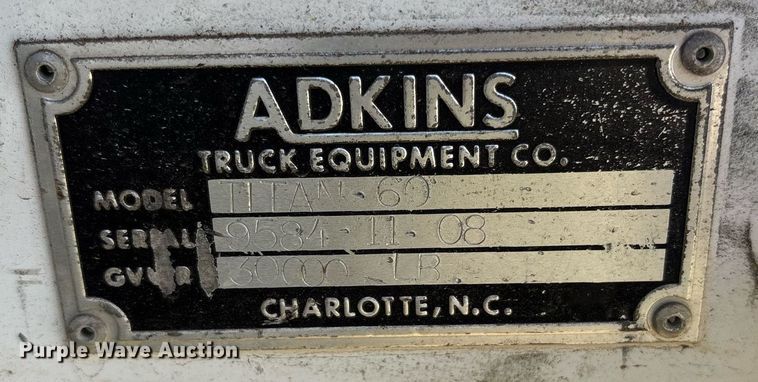 ADKINS
TRUCK EQUIPMENT CO.
MODEL TITAN 60
SERIAL 9584-11-08
GVWR 30000 LB
CHARLOTTE, N.C.
Purple Wave Auction